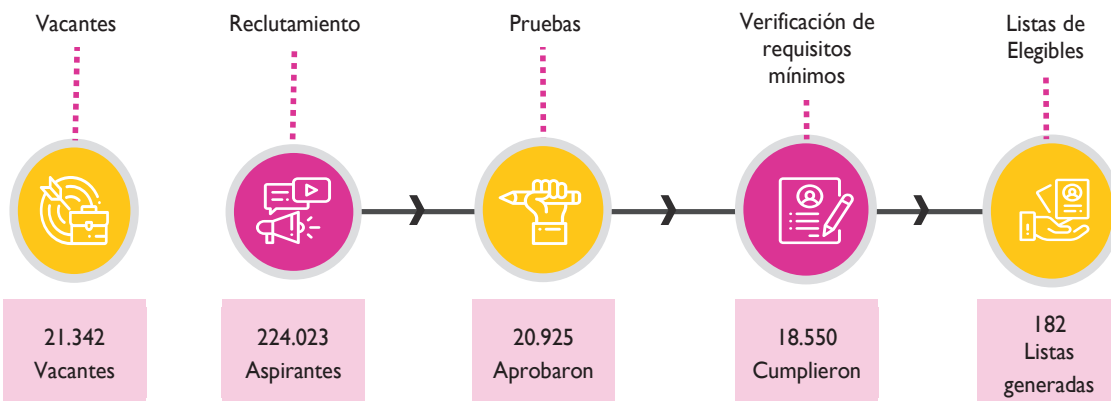 Vacantes
Reclutamiento
Pruebas
Verificación de
requisitos
mínimos
Listas de
Elegibles
21.342
Vacantes
224.023
Aspirantes
20.925
Aprobaron
18.550
Cumplieron
182
Listas
generadas